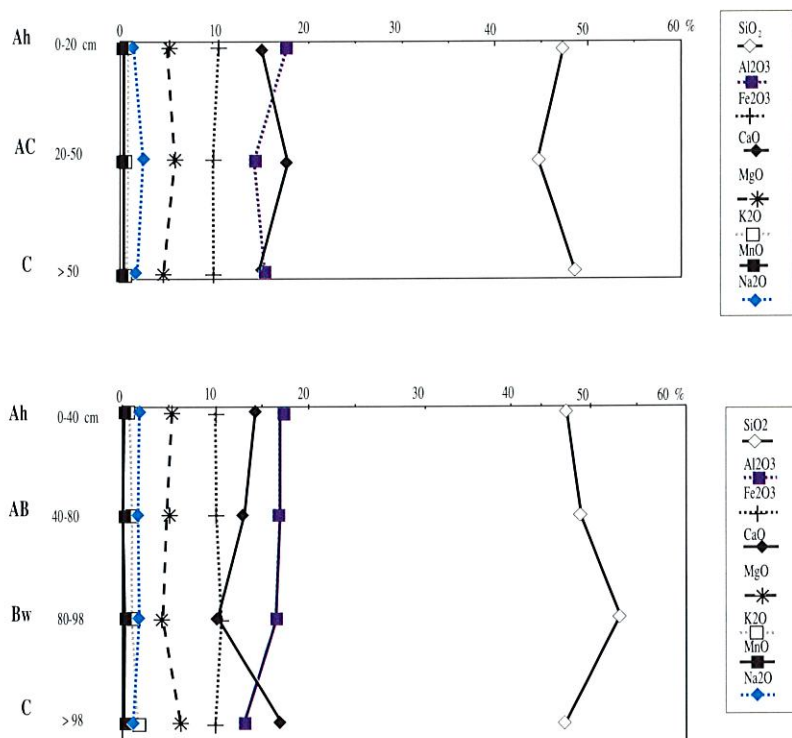 0 10 20 30 40 50 60 %
Ah 0-20 cm
AC 20-50
C > 50
SiO₂
Al2O3
Fe2O3
CaO
MgO
K2O
MnO
Na2O
0 10 20 30 40 50 60 %
Ah 0-40 cm
AB 40-80
Bw 80-98
C > 98
SiO2
Al2O3
Fe2O3
CaO
MgO
K2O
MnO
Na2O